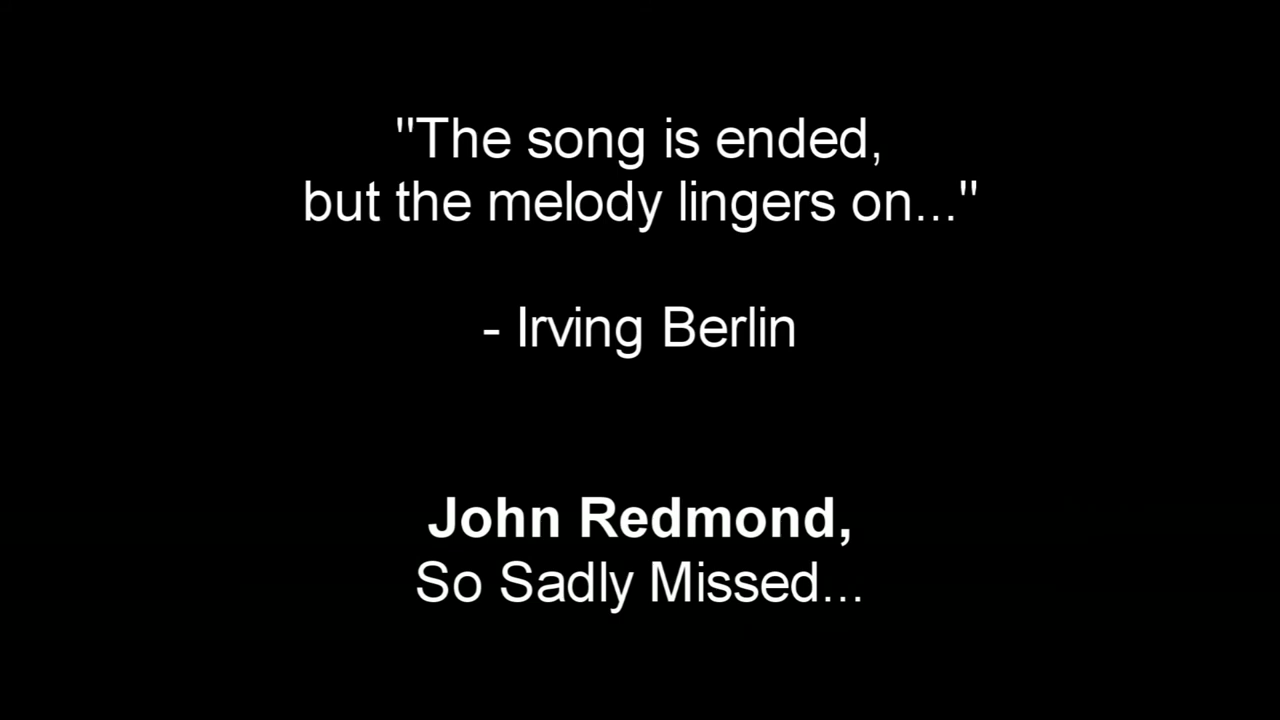 "The song is ended,
but the melody lingers on..."
- Irving Berlin
John Redmond,
So Sadly Missed...